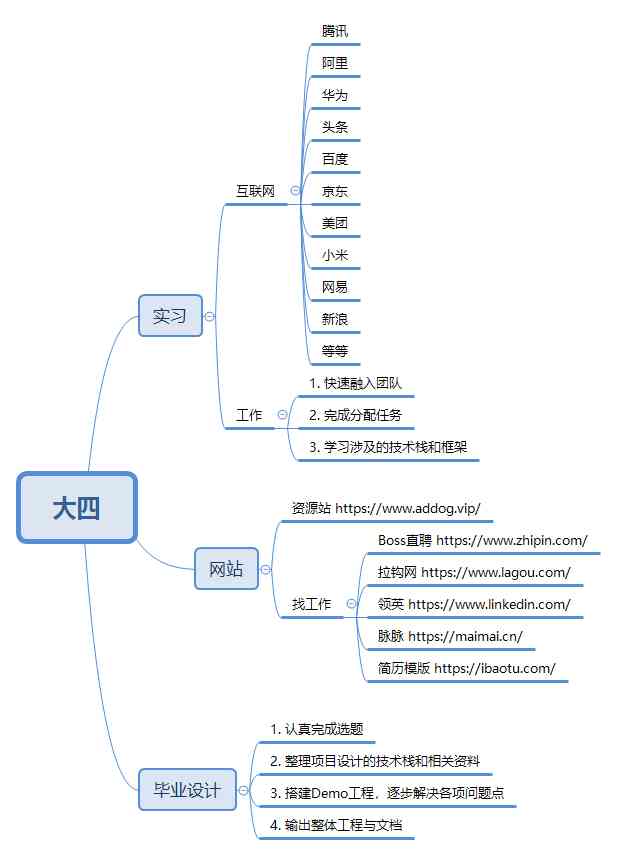 大四
实习
互联网
腾讯
阿里
华为
头条
百度
京东
美团
小米
网易
新浪
等等
工作
1. 快速融入团队
2. 完成分配任务
3. 学习涉及的技术栈和框架
网站
资源站 https://www.addog.vip/
找工作
Boss直聘 https://www.zhipin.com/
拉钩网 https://www.lagou.com/
领英 https://www.linkedin.com/
脉脉 https://maimai.cn/
简历模版 https://ibaotu.com/
毕业设计
1. 认真完成选题
2. 整理项目设计的技术栈和相关资料
3. 搭建Demo工程，逐步解决各项问题点
4. 输出整体工程与文档